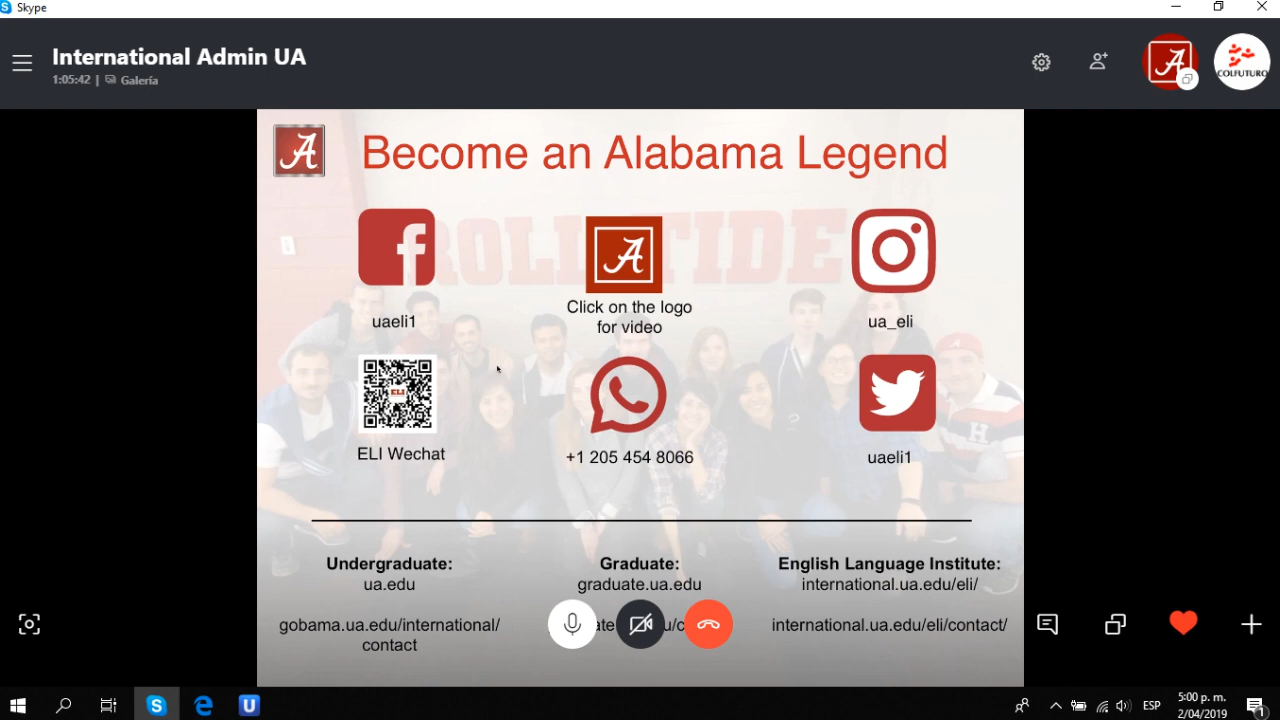 Skype
International Admin UA
1:05:42 | Galería
COLFUTURO
A
A
Become an Alabama Legend
ROLL TIDE
uaeli1
A
Click on the logo
for video
ua_eli
ELI
ELI Wechat
+1 205 454 8066
uaeli1
H
Undergraduate:
ua.edu
gobama.ua.edu/international/
contact
Graduate:
graduate.ua.edu
English Language Institute:
international.ua.edu/eli/
international.ua.edu/eli/contact/
U
ESP
5:00 p. m.
2/04/2019
1